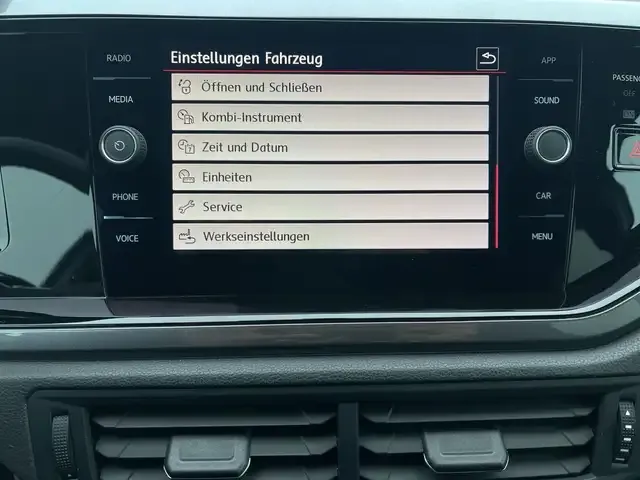 Einstellungen Fahrzeug
Öffnen und Schließen
Kombi-Instrument
Zeit und Datum
Einheiten
Service
Werkseinstellungen
RADIO
MEDIA
PHONE
VOICE
APP
SOUND
CAR
MENU
OFF